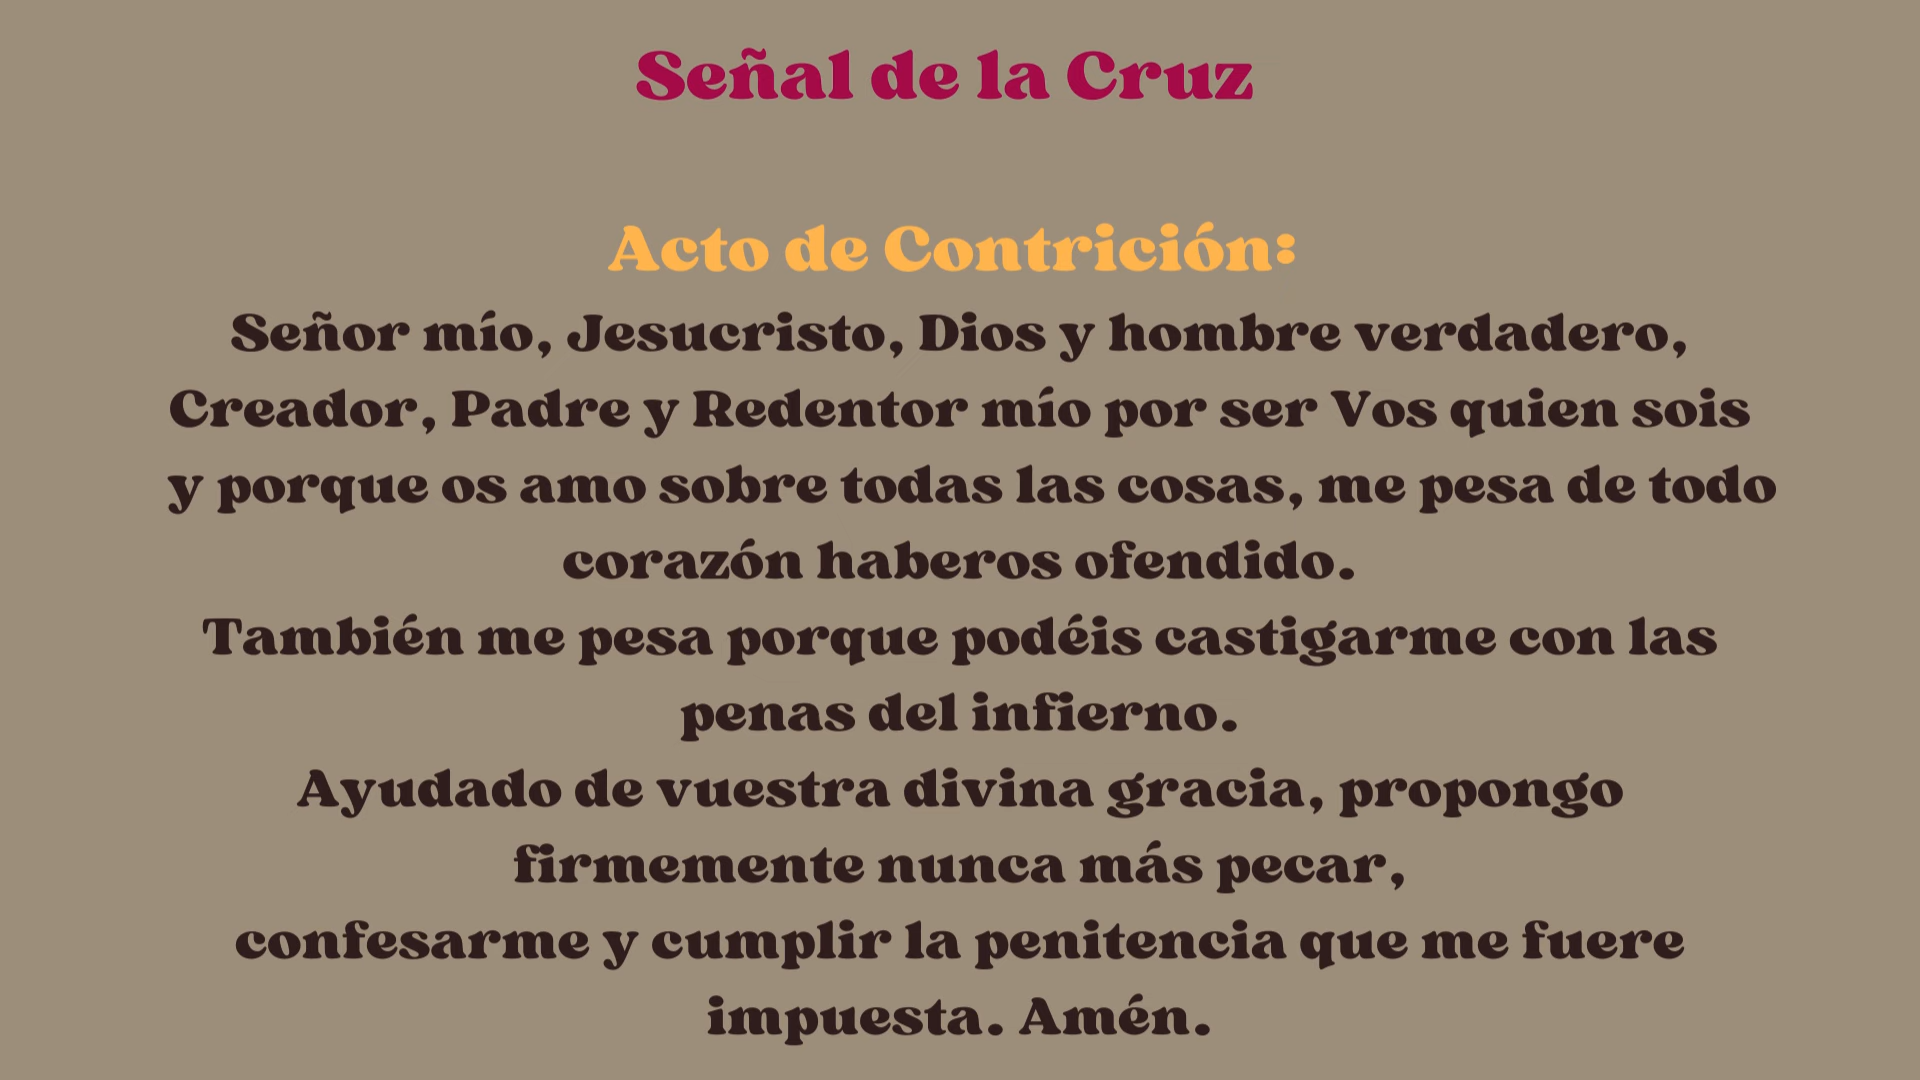 Señal de la Cruz
Acto de Contrición:
Señor mío, Jesucristo, Dios y hombre verdadero,
Creador, Padre y Redentor mío por ser Vos quien sois
y porque os amo sobre todas las cosas, me pesa de todo
corazón haberos ofendido.
También me pesa porque podéis castigarme con las
penas del infierno.
Ayudado de vuestra divina gracia, propongo
firmemente nunca más pecar,
confesarme y cumplir la penitencia que me fuere
impuesta. Amén.